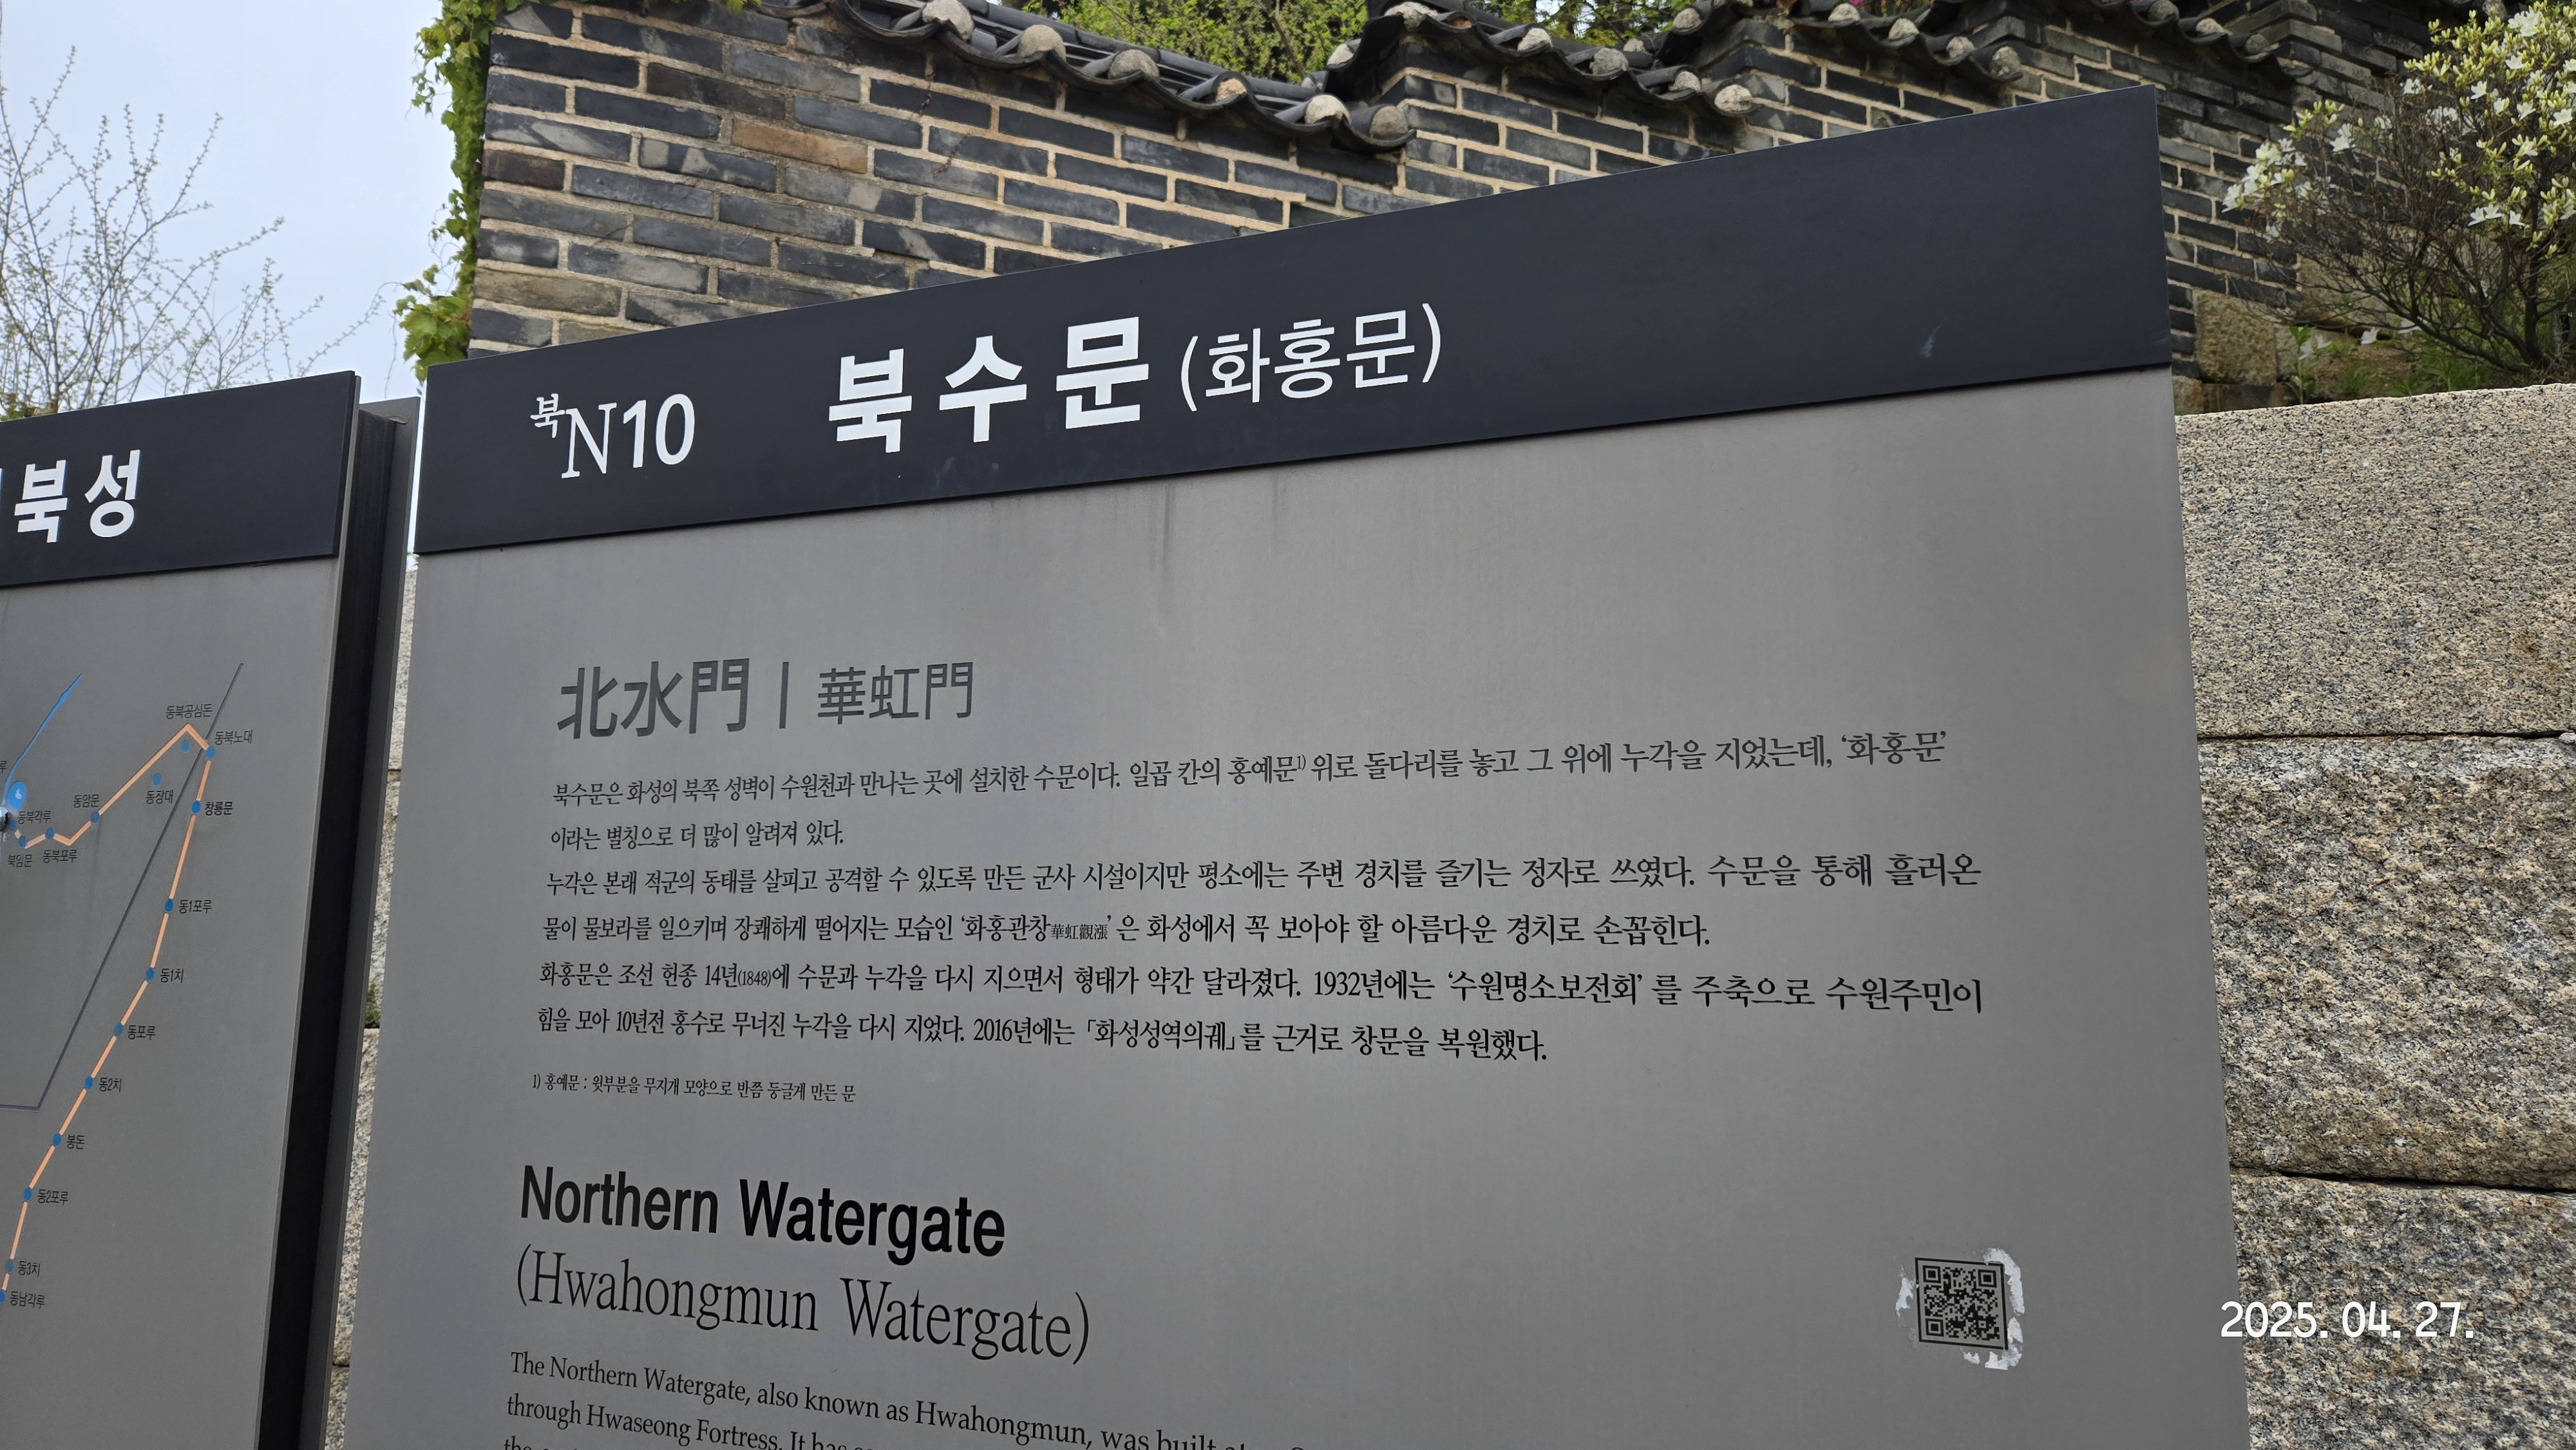 북성
동북공심돈
동북노대
동장대
창룡문
동암문
동북각루
북암문
동북포루
동1포루
동1치
동포루
동2치
봉돈
동2포루
동3치
동남각루
북N10 북수문 (화홍문)
北水門 | 華虹門
북수문은 화성의 북쪽 성벽이 수원천과 만나는 곳에 설치한 수문이다. 일곱 칸의 홍예문1) 위로 돌다리를 놓고 그 위에 누각을 지었는데, ‘화홍문’
이라는 별칭으로 더 많이 알려져 있다.
누각은 본래 적군의 동태를 살피고 공격할 수 있도록 만든 군사 시설이지만 평소에는 주변 경치를 즐기는 정자로 쓰였다. 수문을 통해 흘러온
물이 물보라를 일으키며 장쾌하게 떨어지는 모습인 ‘화홍관창華虹觀漲’은 화성에서 꼭 보아야 할 아름다운 경치로 손꼽힌다.
화홍문은 조선 헌종 14년(1848)에 수문과 누각을 다시 지으면서 형태가 약간 달라졌다. 1932년에는 ‘수원명소보전회’를 주축으로 수원주민이
힘을 모아 10년전 홍수로 무너진 누각을 다시 지었다. 2016년에는 「화성성역의궤」를 근거로 창문을 복원했다.
1) 홍예문 : 윗부분을 무지개 모양으로 반쯤 둥글게 만든 문
Northern Watergate
(Hwahongmun Watergate)
The Northern Watergate, also known as Hwahongmun, was built
through Hwaseong Fortress. It has
2025. 04. 27.